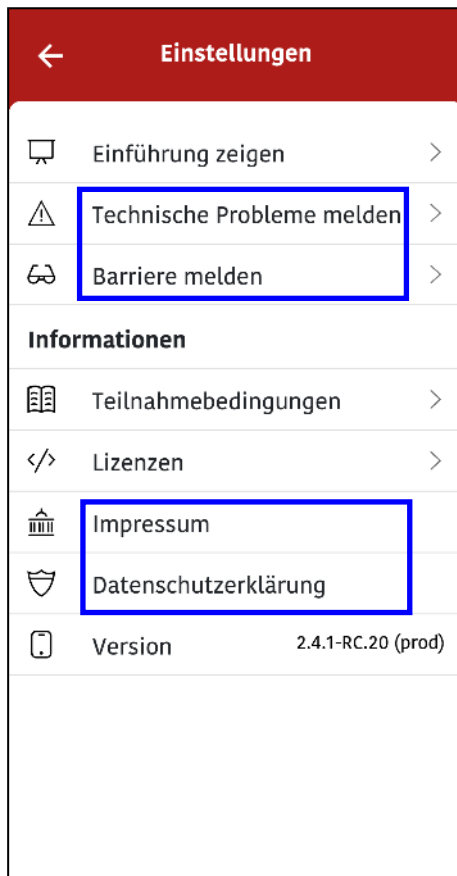 Einstellungen
Einführung zeigen
Technische Probleme melden
Barriere melden
Informationen
Teilnahmebedingungen
Lizenzen
Impressum
Datenschutzerklärung
Version 2.4.1-RC.20 (prod)